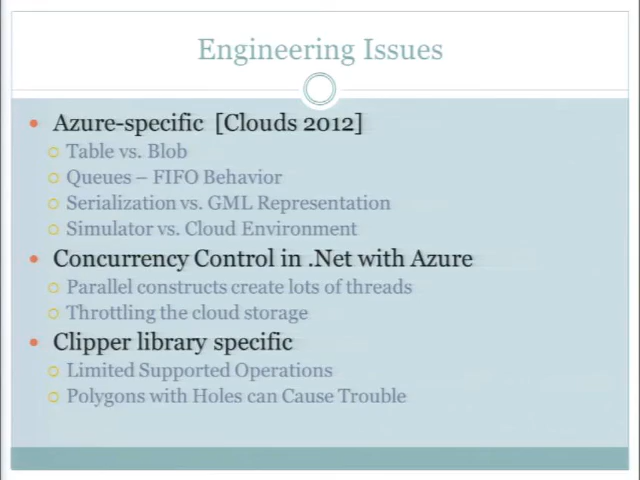 Engineering Issues
Azure-specific [Clouds 2012]
Table vs. Blob
Queues – FIFO Behavior
Serialization vs. GML Representation
Simulator vs. Cloud Environment
Concurrency Control in .Net with Azure
Parallel constructs create lots of threads
Throttling the cloud storage
Clipper library specific
Limited Supported Operations
Polygons with Holes can Cause Trouble